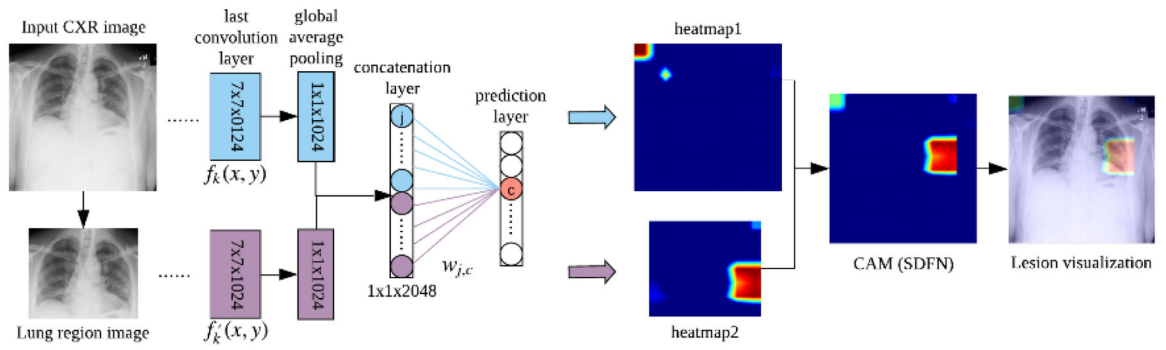 Input CXR image
last
convolution
layer
global
average
pooling
concatenation
layer
prediction
layer
heatmap1
7x7x0124
1x1x1024
j
c
f_k(x, y)
7x7x1024
1x1x1024
w_{j,c}
1x1x2048
f'_k(x, y)
Lung region image
heatmap2
CAM (SDFN)
Lesion visualization